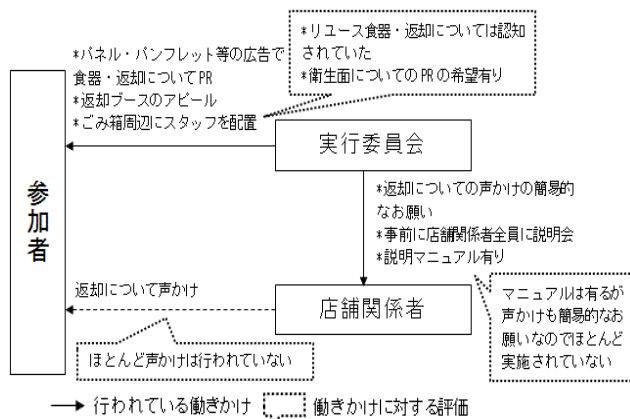 *リユース食器・返却については認知
されていた
*衛生面についてのPRの希望有り
*パネル・パンフレット等の広告で
食器・返却についてPR
*返却ブースのアピール
*ごみ箱周辺にスタッフを配置
実行委員会
参加者
*返却についての声かけの簡易的
なお願い
*事前に店舗関係者全員に説明会
*説明マニュアル有り
返却について声かけ
店舗関係者
マニュアルは有るが
声かけも簡易的なお
願いなのでほとんど
実施されていない
ほとんど声かけは行われていない
行われている働きかけ
働きかけに対する評価